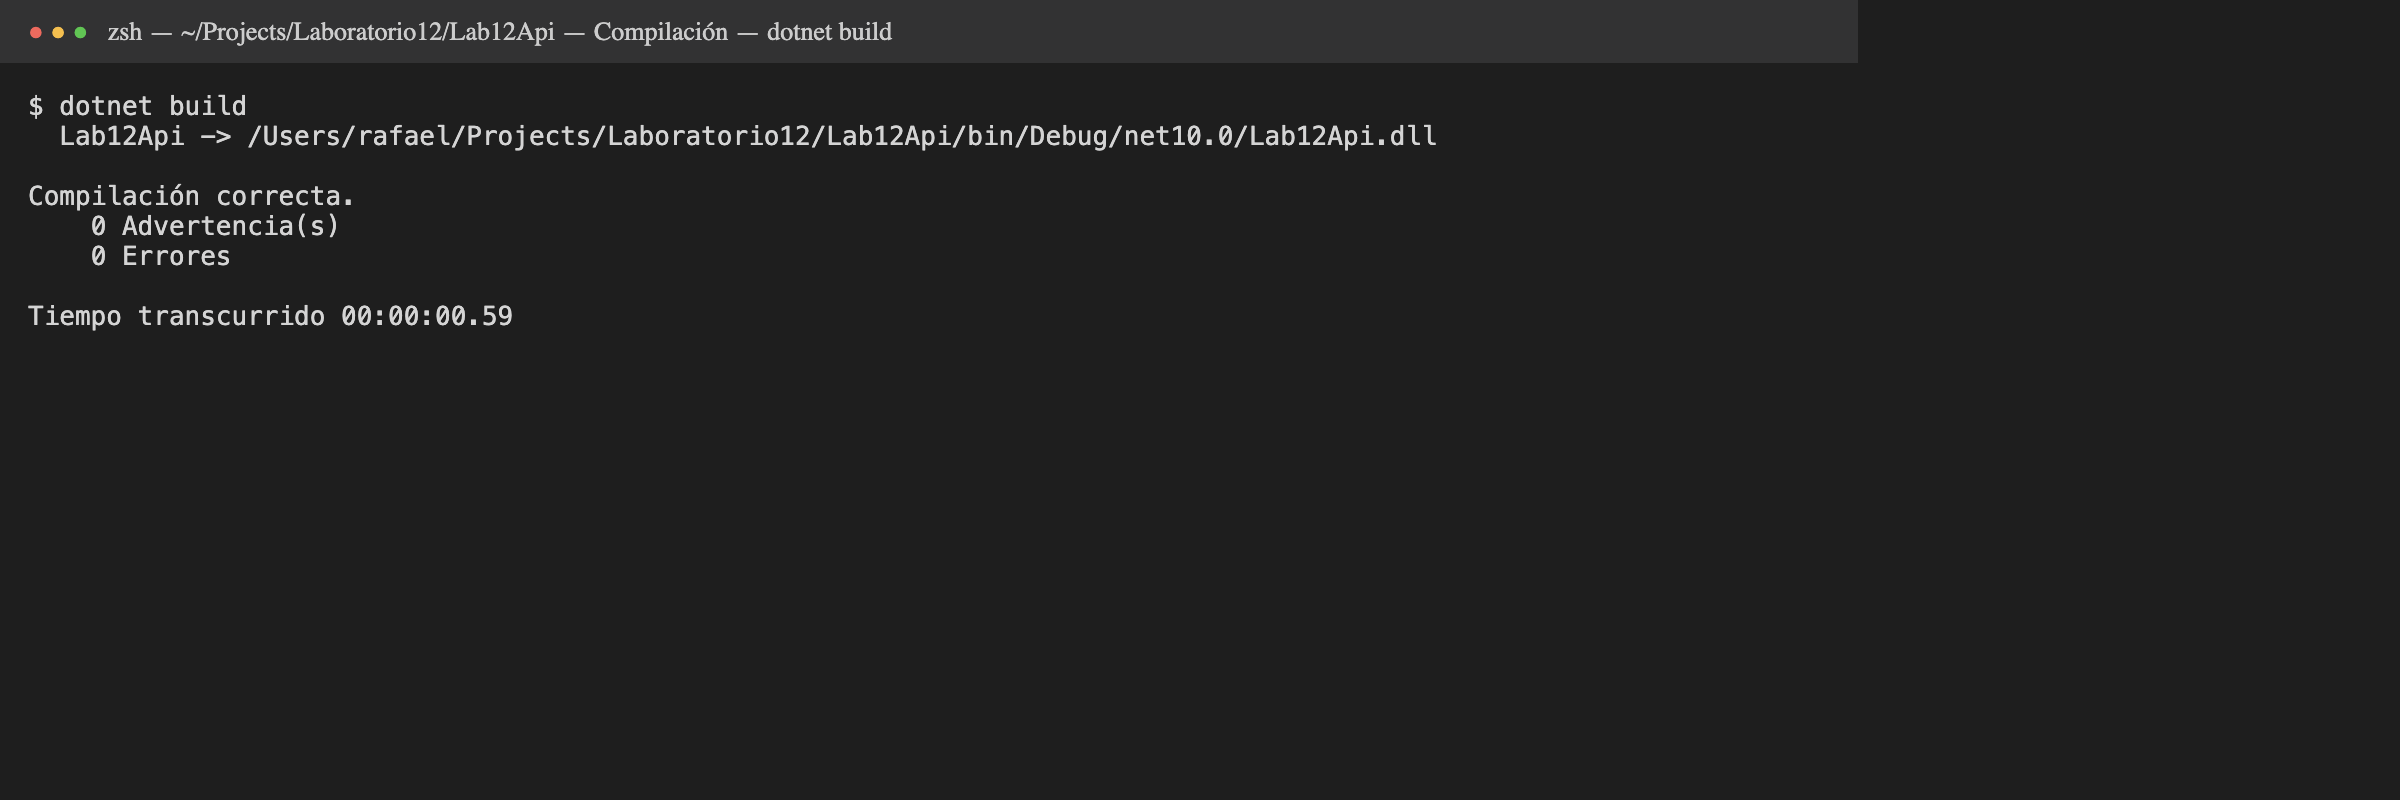 zsh — ~/Projects/Laboratorio12/Lab12Api — Compilación — dotnet build
$ dotnet build
Lab12Api -> /Users/rafael/Projects/Laboratorio12/Lab12Api/bin/Debug/net10.0/Lab12Api.dll
Compilación correcta.
0 Advertencia(s)
0 Errores
Tiempo transcurrido 00:00:00.59